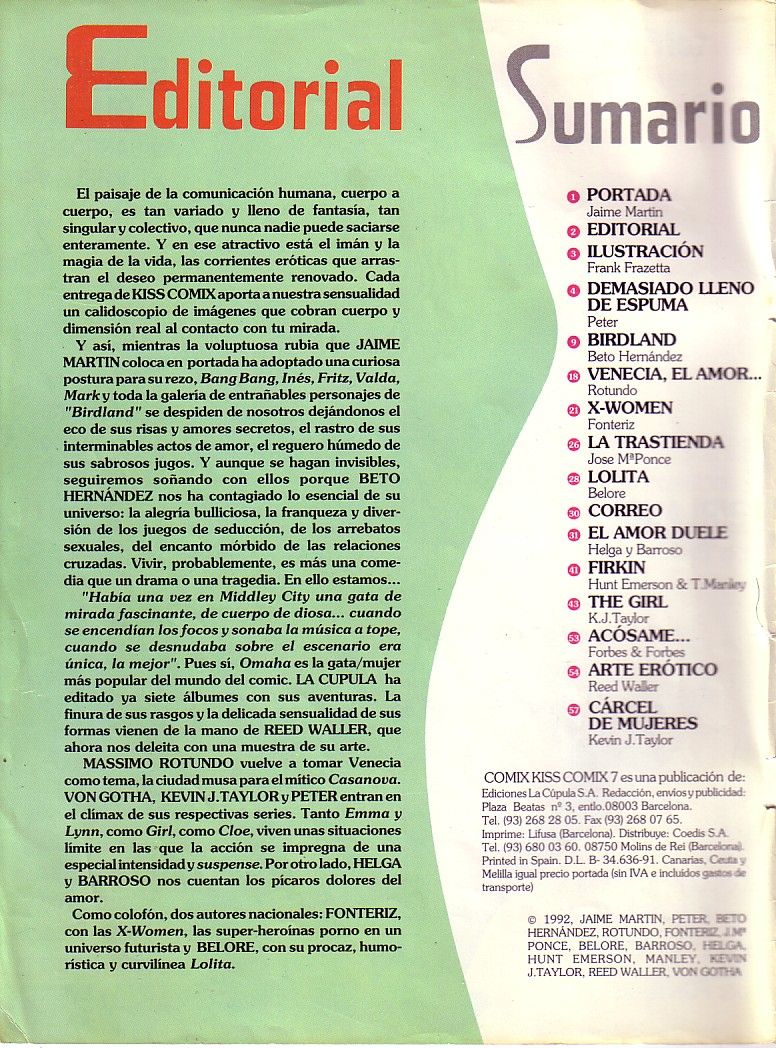 Editorial
El paisaje de la comunicación humana, cuerpo a
cuerpo, es tan variado y lleno de fantasía, tan
singular y colectivo, que nunca nadie puede saciarse
enteramente. Y en ese atractivo está el imán y la
magia de la vida, las corrientes eróticas que arras-
tran el deseo permanentemente renovado. Cada
entrega de KISS COMIX aporta a nuestra sensualidad
un calidoscopio de imágenes que cobran cuerpo y
dimensión real al contacto con tu mirada.
Y así, mientras la voluptuosa rubia que JAIME
MARTIN coloca en portada ha adoptado una curiosa
postura para su rezo, Bang Bang, Inés, Fritz, Valda,
Mark y toda la galería de entrañables personajes de
"Birdland" se despiden de nosotros dejándonos el
eco de sus risas y amores secretos, el rastro de sus
interminables actos de amor, el reguero húmedo de
sus sabrosos jugos. Y aunque se hagan invisibles,
seguiremos soñando con ellos porque BETO
HERNÁNDEZ nos ha contagiado lo esencial de su
universo: la alegría bulliciosa, la franqueza y diver-
sión de los juegos de seducción, de los arrebatos
sexuales, del encanto mórbido de las relaciones
cruzadas. Vivir, probablemente, es más una come-
dia que un drama o una tragedia. En ello estamos...
"Había una vez en Middley City una gata de
mirada fascinante, de cuerpo de diosa... cuando
se encendían los focos y sonaba la música a tope,
cuando se desnudaba sobre el escenario era
única, la mejor". Pues sí, Omaha es la gata/mujer
más popular del mundo del comic. LA CUPULA ha
editado ya siete álbumes con sus aventuras. La
finura de sus rasgos y la delicada sensualidad de sus
formas vienen de la mano de REED WALLER, que
ahora nos deleita con una muestra de su arte.
MASSIMO ROTUNDO vuelve a tomar Venecia
como tema, la ciudad musa para el mítico Casanova.
VON GOTHA, KEVIN J.TAYLOR y PETER entran en
el clímax de sus respectivas series. Tanto Emma y
Lynn, como Girl, como Cloe, viven unas situaciones
límite en las que la acción se impregna de una
especial intensidad y suspense. Por otro lado, HELGA
y BARROSO nos cuentan los pícaros dolores del
amor.
Como colofón, dos autores nacionales: FONTERIZ,
con las X-Women, las super-heroínas porno en un
universo futurista y BELORE, con su procaz, humo-
rística y curvilínea Lolita.
Sumario
1 PORTADA
Jaime Martin
2 EDITORIAL
3 ILUSTRACIÓN
Frank Frazetta
4 DEMASIADO LLENO
DE ESPUMA
Peter
9 BIRDLAND
Beto Hernández
18 VENECIA, EL AMOR...
Rotundo
21 X-WOMEN
Fonteriz
26 LA TRASTIENDA
Jose MªPonce
28 LOLITA
Belore
30 CORREO
31 EL AMOR DUELE
Helga y Barroso
41 FIRKIN
Hunt Emerson & T.Manley
43 THE GIRL
K.J.Taylor
53 ACÓSAME...
Forbes & Forbes
54 ARTE ERÓTICO
Reed Waller
57 CÁRCEL
DE MUJERES
Kevin J.Taylor
COMIX KISS COMIX 7 es una publicación de:
Ediciones La Cúpula S.A. Redacción, envíos y publicidad:
Plaza Beatas nº 3, entlo.08003 Barcelona.
Tel. (93) 268 28 05. Fax (93) 268 07 65.
Imprime: Lifusa (Barcelona). Distribuye: Coedis S.A.
Tel. (93) 680 03 60. 08750 Molins de Rei (Barcelona).
Printed in Spain. D.L. B- 34.636-91. Canarias, Ceuta y
Melilla igual precio portada (sin IVA e incluidos gastos de
transporte)
© 1992, JAIME MARTIN, PETER, BETO
HERNÁNDEZ, ROTUNDO, FONTERIZ, J.Mª
PONCE, BELORE, BARROSO, HELGA,
HUNT EMERSON, MANLEY, KEVIN
J.TAYLOR, REED WALLER, VON GOTHA